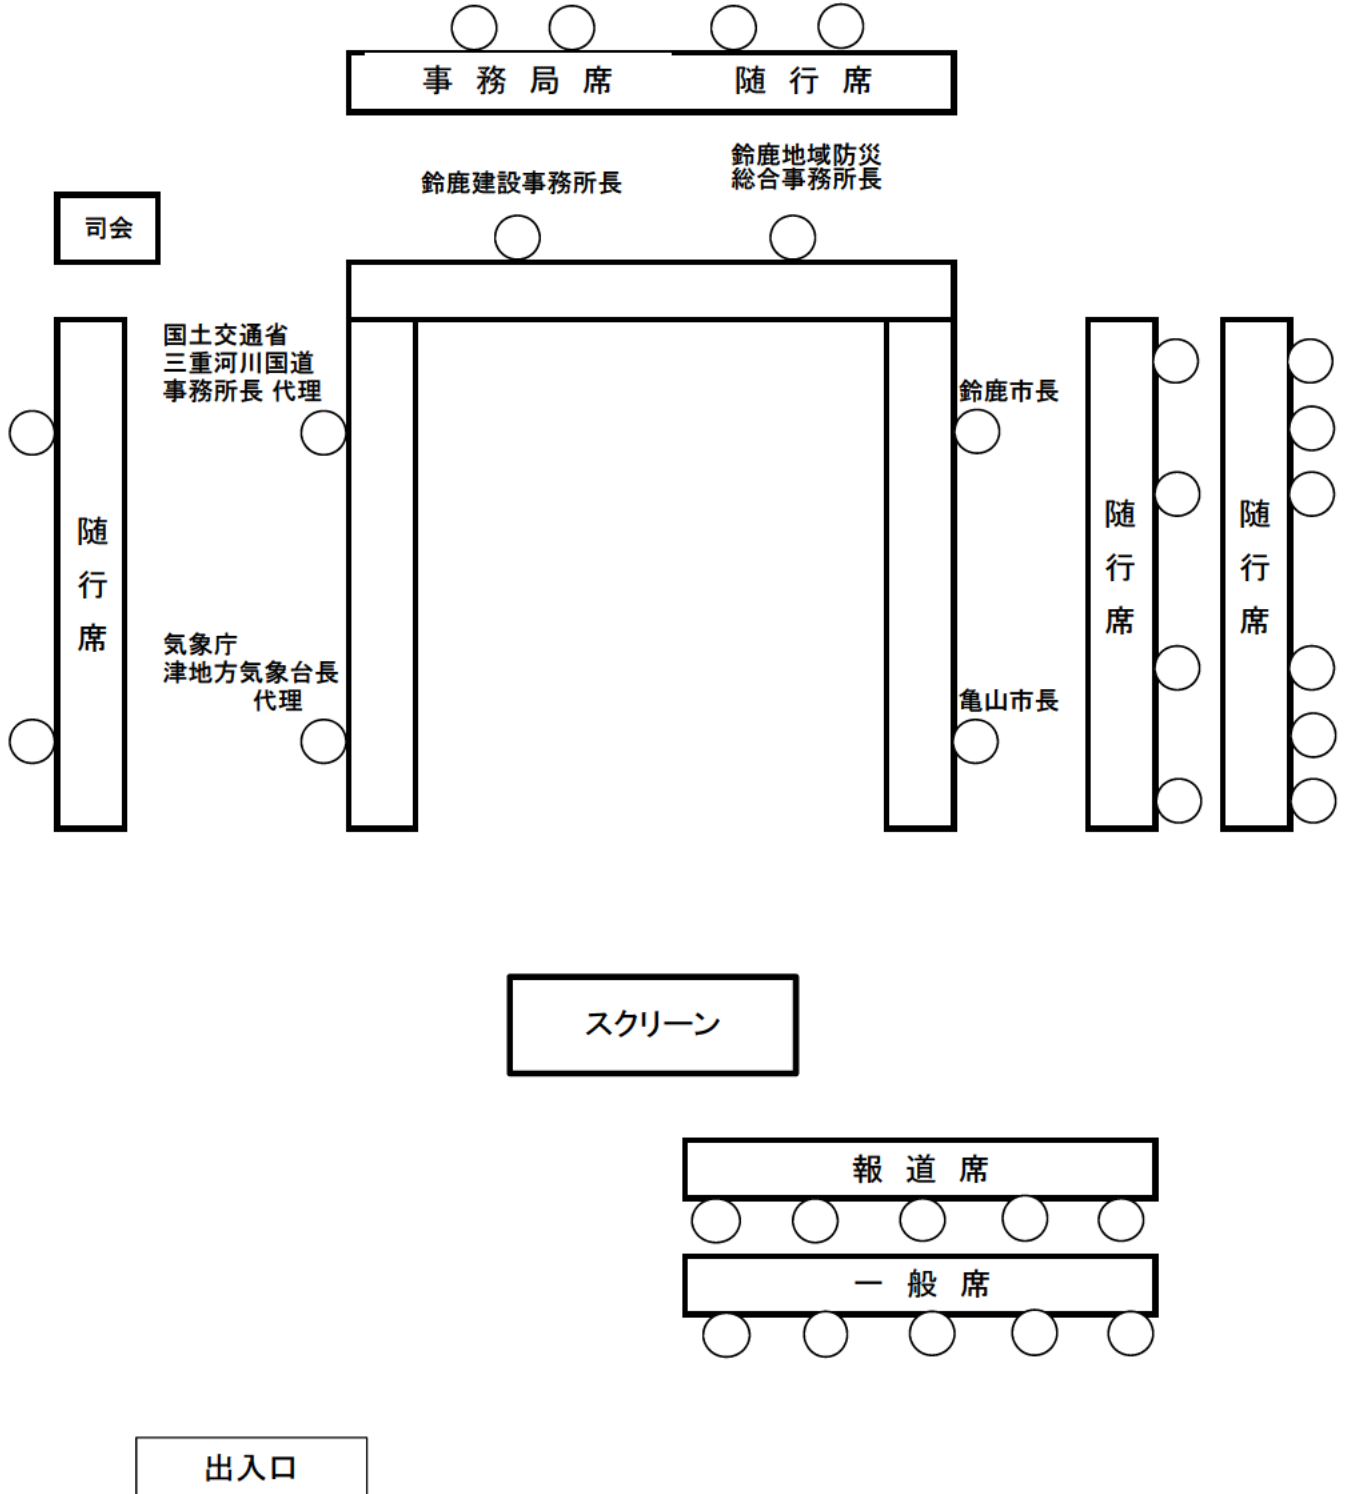 事務局席
随行席
鈴鹿建設事務所長
鈴鹿地域防災
総合事務所長
司会
国土交通省
三重河川国道
事務所長 代理
鈴鹿市長
随行席
随行席
随行席
気象庁
津地方気象台長
代理
亀山市長
スクリーン
報道席
一般席
出入口